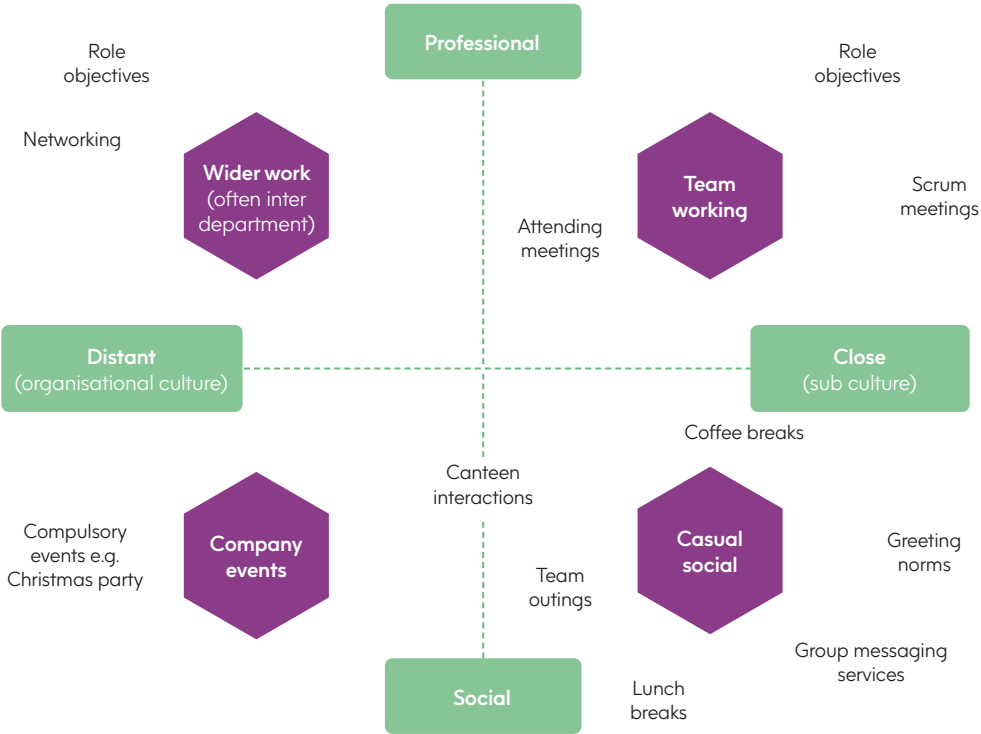 Professional
Role
objectives
Role
objectives
Networking
Wider work
(often inter
department)
Team
working
Scrum
meetings
Attending
meetings
Distant
(organisational culture)
Close
(sub culture)
Coffee breaks
Canteen
interactions
Compulsory
events e.g.
Christmas party
Company
events
Casual
social
Greeting
norms
Team
outings
Group messaging
services
Social
Lunch
breaks